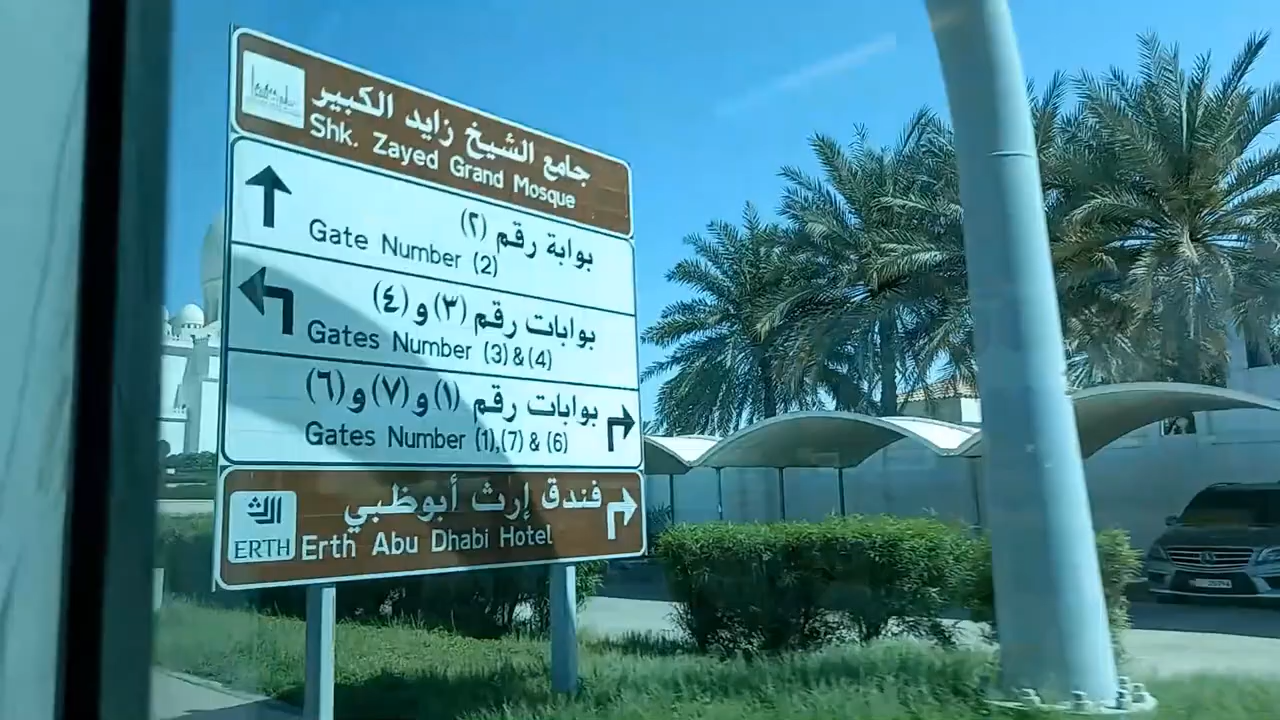 جامع الشيخ زايد الكبير
Shk. Zayed Grand Mosque
بوابة رقم (٢)
Gate Number (2)
بوابات رقم (٣) و (٤)
Gates Number (3) & (4)
بوابات رقم (١) و (٧) و (٦)
Gates Number (1),(7) & (6)
فندق إرث أبوظبي
Erth Abu Dhabi Hotel
ERTH